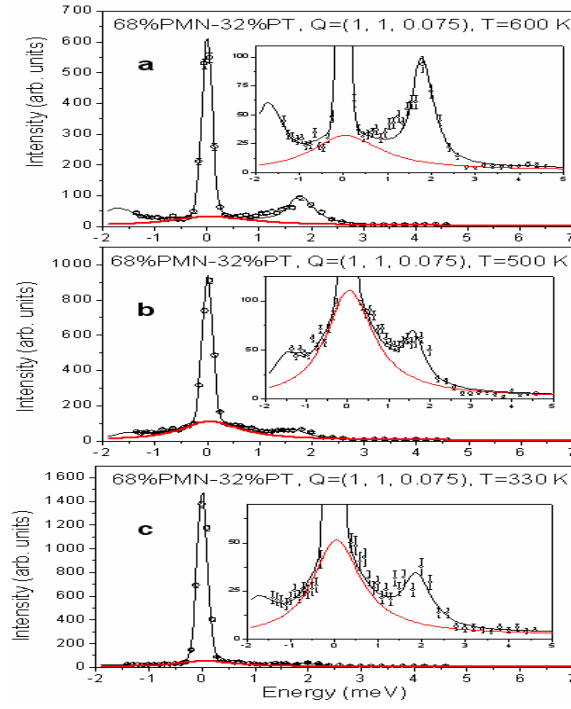 68%PMN-32%PT, Q=(1, 1, 0.075), T=600 K
a
Intensity (arb. units)
700
600
500
400
300
200
100
0
100
75
50
25
0
-2 -1 0 1 2 3 4 5
-2 -1 0 1 2 3 4 5 6 7
68%PMN-32%PT, Q=(1, 1, 0.075), T=500 K
b
Intensity (arb. units)
1000
800
600
400
200
0
100
50
0
-2 -1 0 1 2 3 4 5
-2 -1 0 1 2 3 4 5 6 7
68%PMN-32%PT, Q=(1, 1, 0.075), T=330 K
c
Intensity (arb. units)
1600
1400
1200
1000
800
600
400
200
0
75
50
25
0
-2 -1 0 1 2 3 4 5
-2 -1 0 1 2 3 4 5 6 7
Energy (meV)